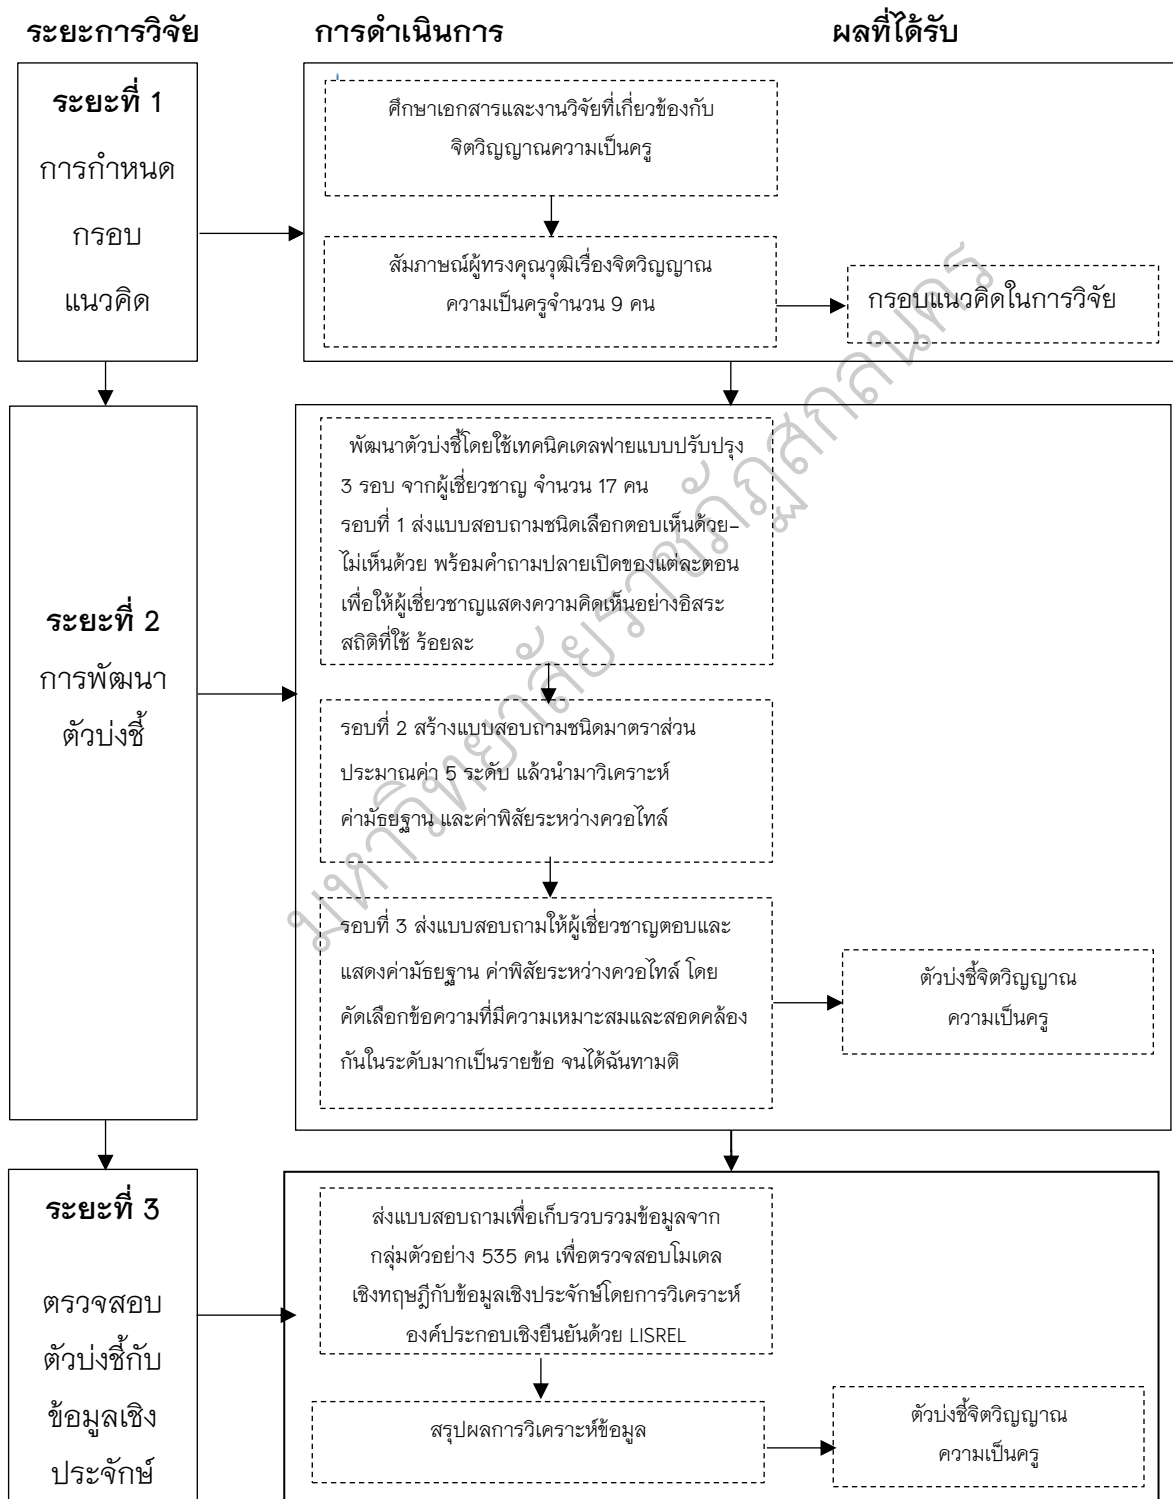 ระยะการวิจัย การดำเนินการ ผลที่ได้รับ
ระยะที่ 1
การกำหนด
กรอบ
แนวคิด
ศึกษาเอกสารและงานวิจัยที่เกี่ยวข้องกับ
จิตวิญญาณความเป็นครู
สัมภาษณ์ผู้ทรงคุณวุฒิเรื่องจิตวิญญาณ
ความเป็นครูจำนวน 9 คน
กรอบแนวคิดในการวิจัย
ระยะที่ 2
การพัฒนา
ตัวบ่งชี้
พัฒนาตัวบ่งชี้โดยใช้เทคนิคเดลฟายแบบปรับปรุง
3 รอบ จากผู้เชี่ยวชาญ จำนวน 17 คน
รอบที่ 1 ส่งแบบสอบถามชนิดเลือกตอบเห็นด้วย-
ไม่เห็นด้วย พร้อมคำถามปลายเปิดของแต่ละตอน
เพื่อให้ผู้เชี่ยวชาญแสดงความคิดเห็นอย่างอิสระ
สถิติที่ใช้ ร้อยละ
รอบที่ 2 สร้างแบบสอบถามชนิดมาตราส่วน
ประมาณค่า 5 ระดับ แล้วนำมาวิเคราะห์
ค่ามัธยฐาน และค่าพิสัยระหว่างควอไทล์
รอบที่ 3 ส่งแบบสอบถามให้ผู้เชี่ยวชาญตอบและ
แสดงค่ามัธยฐาน ค่าพิสัยระหว่างควอไทล์ โดย
คัดเลือกข้อความที่มีความเหมาะสมและสอดคล้อง
กันในระดับมากเป็นรายข้อ จนได้ฉันทามติ
ตัวบ่งชี้จิตวิญญาณ
ความเป็นครู
ระยะที่ 3
ตรวจสอบ
ตัวบ่งชี้กับ
ข้อมูลเชิง
ประจักษ์
ส่งแบบสอบถามเพื่อเก็บรวบรวมข้อมูลจาก
กลุ่มตัวอย่าง 535 คน เพื่อตรวจสอบโมเดล
เชิงทฤษฎีกับข้อมูลเชิงประจักษ์โดยการวิเคราะห์
องค์ประกอบเชิงยืนยันด้วย LISREL
สรุปผลการวิเคราะห์ข้อมูล
ตัวบ่งชี้จิตวิญญาณ
ความเป็นครู
มหาวิทยาลัยราชภัฏสกลนคร